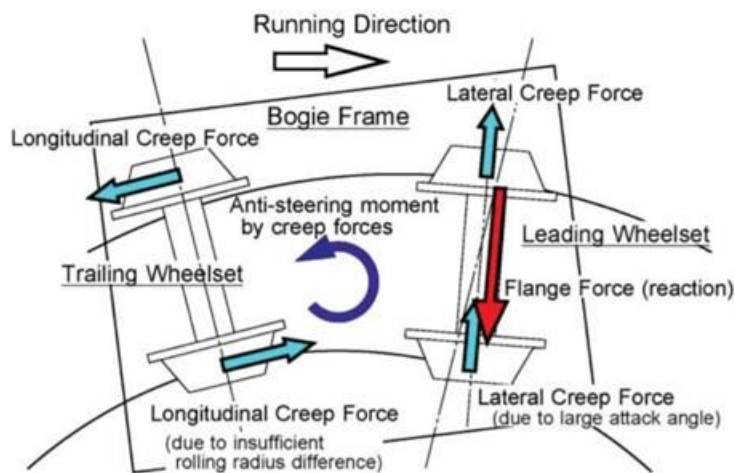 Running Direction
Lateral Creep Force
Bogie Frame
Longitudinal Creep Force
Anti-steering moment
by creep forces
Leading Wheelset
Trailing Wheelset
Flange Force (reaction)
Longitudinal Creep Force
(due to insufficient
rolling radius difference)
Lateral Creep Force
(due to large attack angle)